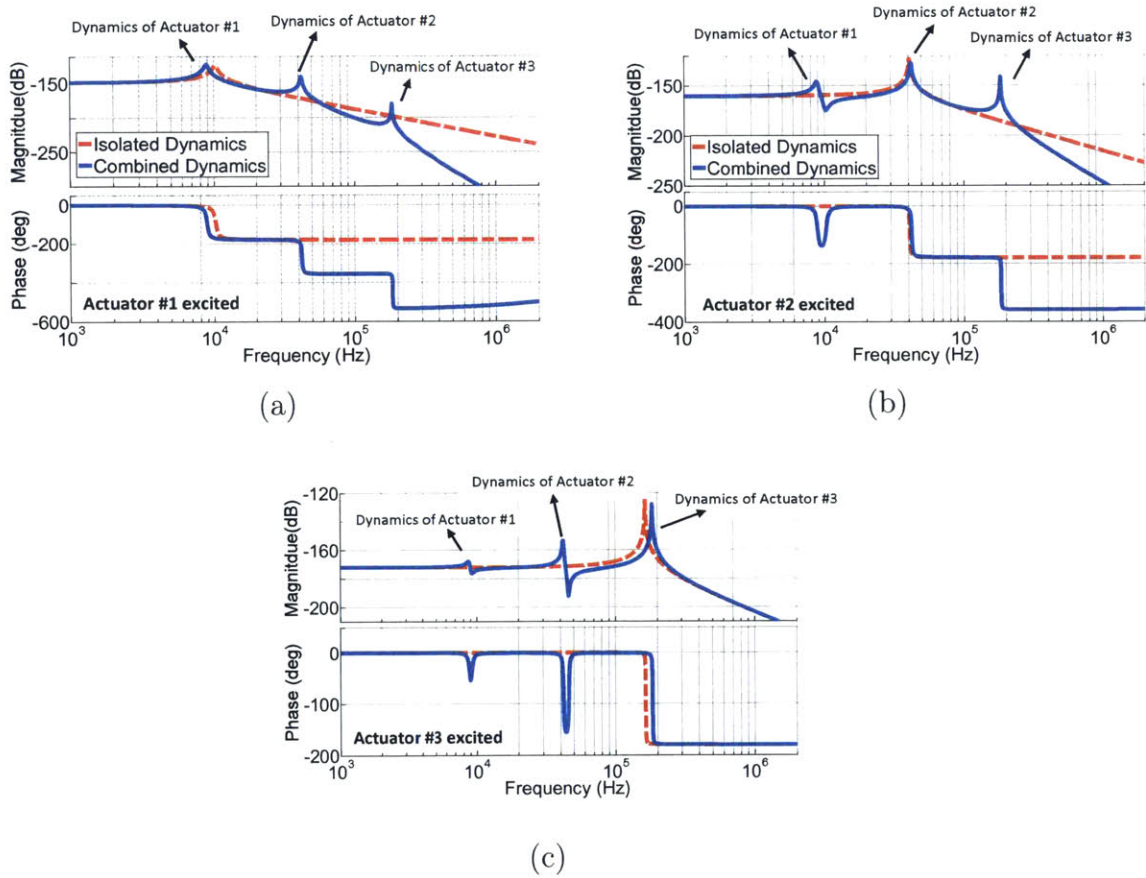 Dynamics of Actuator #1
Dynamics of Actuator #2
Dynamics of Actuator #3
Magnitdue(dB)
-150
-250
Isolated Dynamics
Combined Dynamics
Phase (deg)
0
-200
-600
Actuator #1 excited
10^3
10^4
10^5
10^6
Frequency (Hz)
(a)
Dynamics of Actuator #1
Dynamics of Actuator #2
Dynamics of Actuator #3
Magnitdue(dB)
-150
-200
-250
Isolated Dynamics
Combined Dynamics
Phase (deg)
0
-200
-400
Actuator #2 excited
10^3
10^4
10^5
10^6
Frequency (Hz)
(b)
Dynamics of Actuator #1
Dynamics of Actuator #2
Dynamics of Actuator #3
Magnitdue(dB)
-120
-160
-200
Phase (deg)
0
-100
-200
Actuator #3 excited
10^3
10^4
10^5
10^6
Frequency (Hz)
(c)